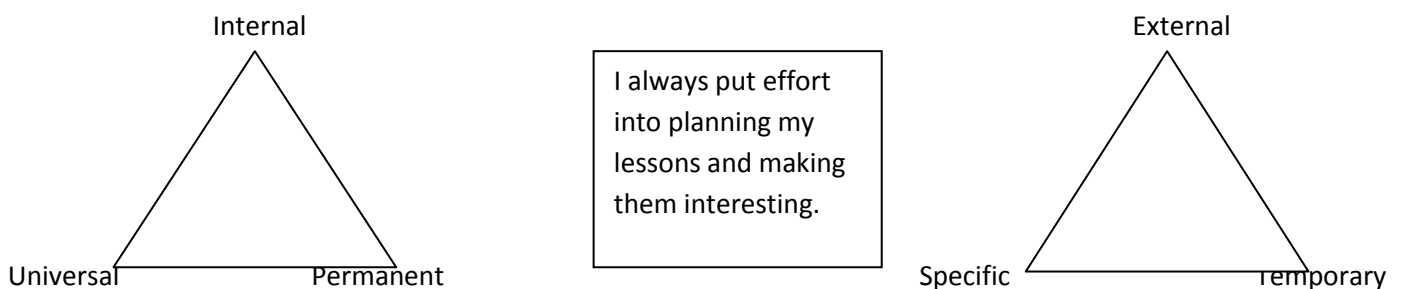 Internal
External
I always put effort
into planning my
lessons and making
them interesting.
Universal
Permanent
Specific
Temporary